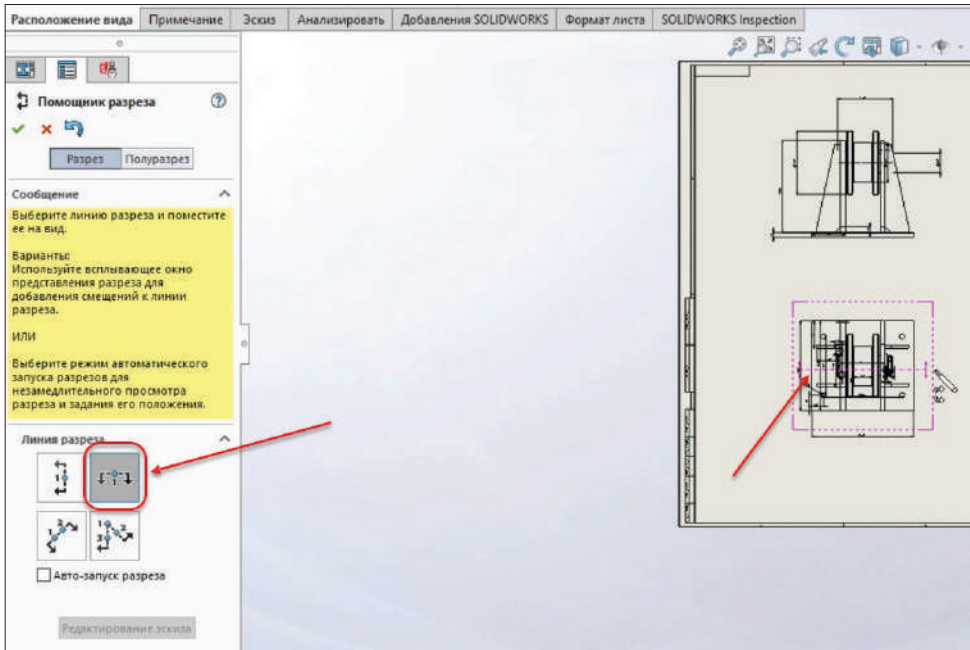 Расположение вида Примечание Эскиз Анализировать Добавления SOLIDWORKS Формат листа SOLIDWORKS Inspection
Помощник разреза
Разрез Полуразрез
Сообщение
Выберите линию разреза и поместите
ее на вид.
Варианты:
Используйте всплывающее окно
представления разреза для
добавления смещений к линии
разреза.
ИЛИ
Выберите режим автоматического
запуска разрезов для
незамедлительного просмотра
разреза и задания его положения.
Линия разреза
Авто-запуск разреза
Редактирование эскиза